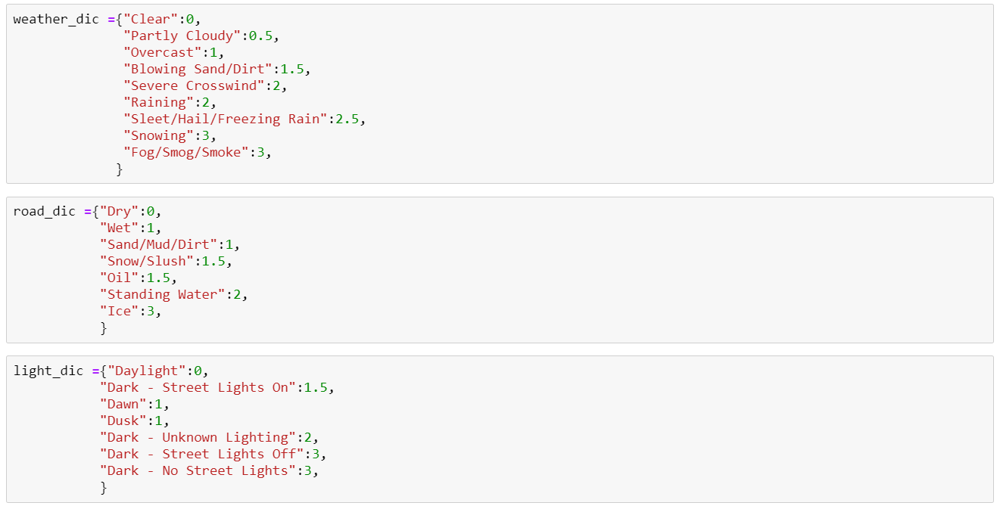 weather_dic ={"Clear":0,
              "Partly Cloudy":0.5,
              "Overcast":1,
              "Blowing Sand/Dirt":1.5,
              "Severe Crosswind":2,
              "Raining":2,
              "Sleet/Hail/Freezing Rain":2.5,
              "Snowing":3,
              "Fog/Smog/Smoke":3,
             }
road_dic ={"Dry":0,
           "Wet":1,
           "Sand/Mud/Dirt":1,
           "Snow/Slush":1.5,
           "Oil":1.5,
           "Standing Water":2,
           "Ice":3,
           }
light_dic ={"Daylight":0,
           "Dark - Street Lights On":1.5,
           "Dawn":1,
           "Dusk":1,
           "Dark - Unknown Lighting":2,
           "Dark - Street Lights Off":3,
           "Dark - No Street Lights":3,
           }